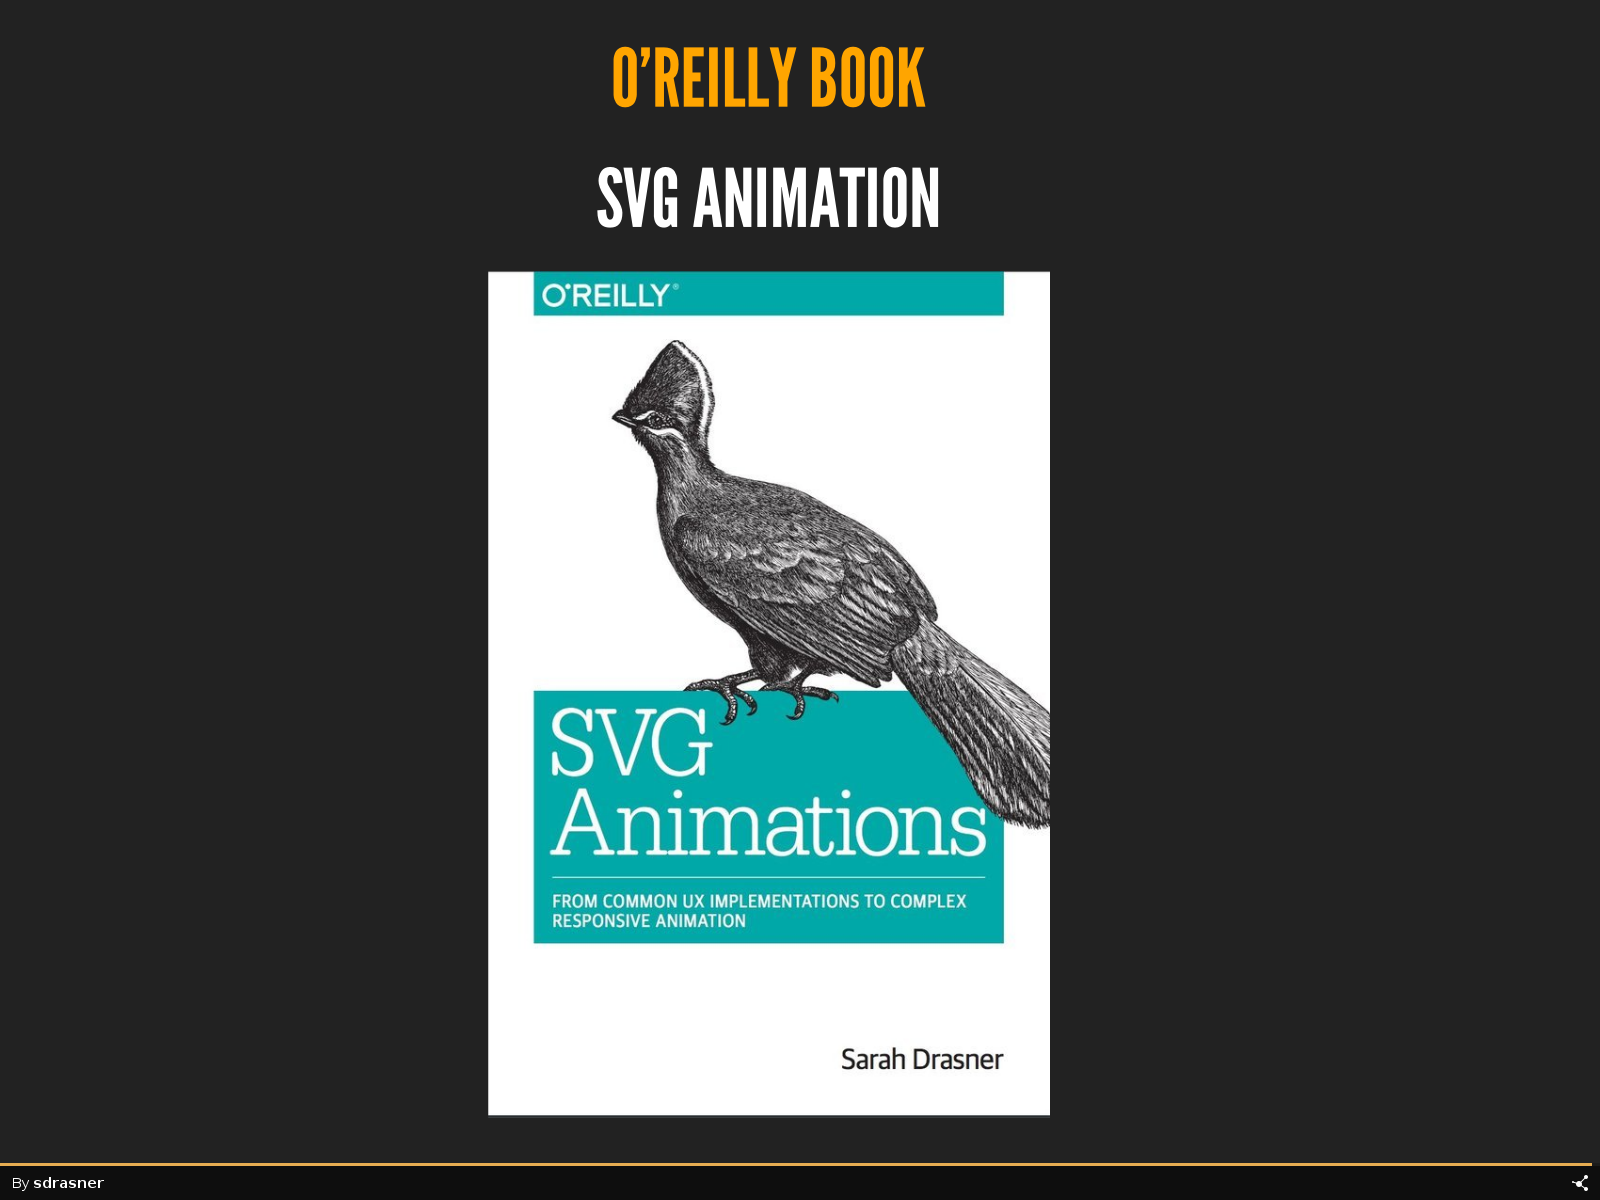 O’REILLY BOOK
SVG ANIMATION
O'REILLY®
SVG
Animations
FROM COMMON UX IMPLEMENTATIONS TO COMPLEX
RESPONSIVE ANIMATION
Sarah Drasner
By sdrasner